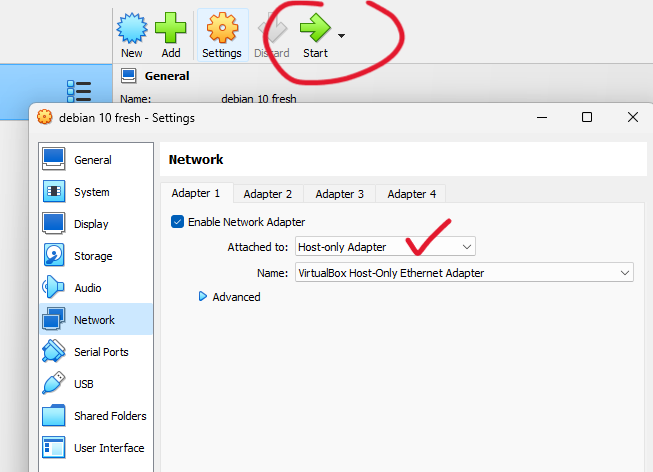 New Add Settings Discard Start
General
Name: debian 10 fresh
debian 10 fresh - Settings
General
System
Display
Storage
Audio
Network
Serial Ports
USB
Shared Folders
User Interface
Network
Adapter 1 Adapter 2 Adapter 3 Adapter 4
Enable Network Adapter
Attached to: Host-only Adapter
Name: VirtualBox Host-Only Ethernet Adapter
Advanced